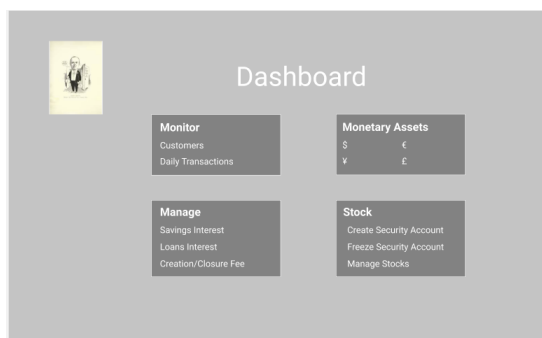 Dashboard
Monitor
Customers
Daily Transactions
Monetary Assets
$ €
¥ £
Manage
Savings Interest
Loans Interest
Creation/Closure Fee
Stock
Create Security Account
Freeze Security Account
Manage Stocks